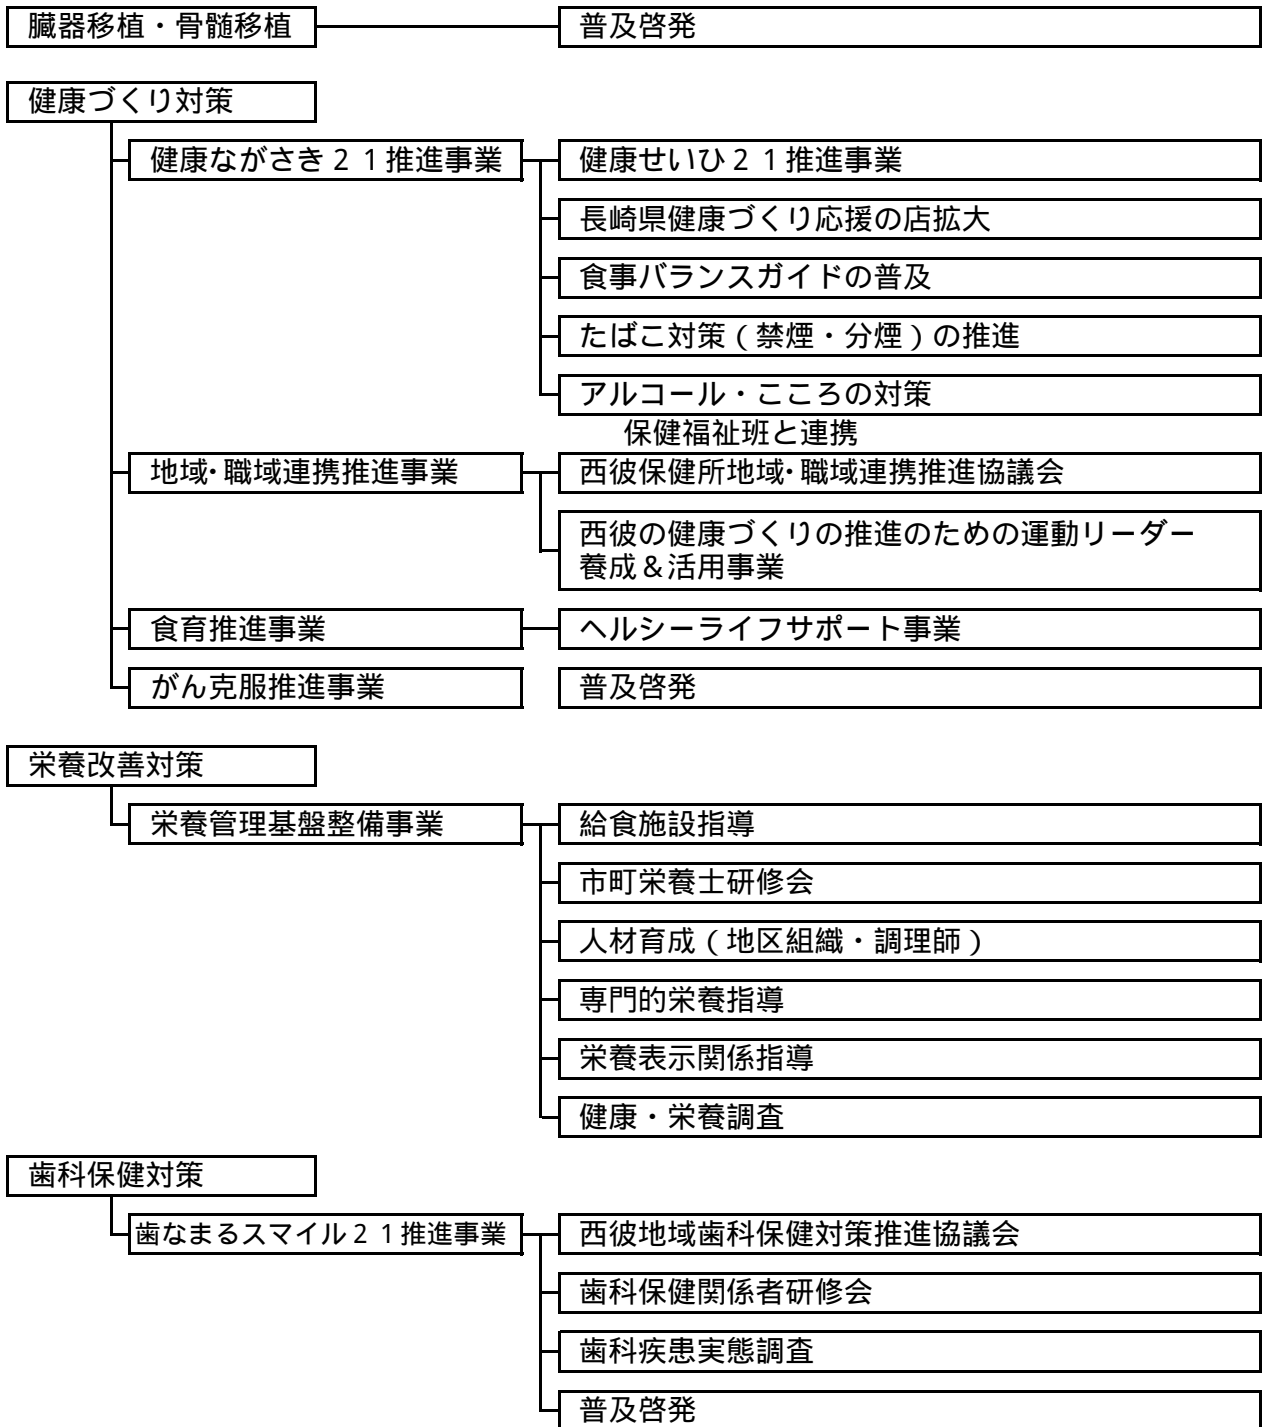 臓器移植・骨髄移植
普及啓発
健康づくり対策
健康ながさき２１推進事業
健康せいひ２１推進事業
長崎県健康づくり応援の店拡大
食事バランスガイドの普及
たばこ対策（禁煙・分煙）の推進
アルコール・こころの対策
保健福祉班と連携
地域・職域連携推進事業
西彼保健所地域・職域連携推進協議会
西彼の健康づくりの推進のための運動リーダー
養成＆活用事業
食育推進事業
ヘルシーライフサポート事業
がん克服推進事業
普及啓発
栄養改善対策
栄養管理基盤整備事業
給食施設指導
市町栄養士研修会
人材育成（地区組織・調理師）
専門的栄養指導
栄養表示関係指導
健康・栄養調査
歯科保健対策
歯なまるスマイル２１推進事業
西彼地域歯科保健対策推進協議会
歯科保健関係者研修会
歯科疾患実態調査
普及啓発